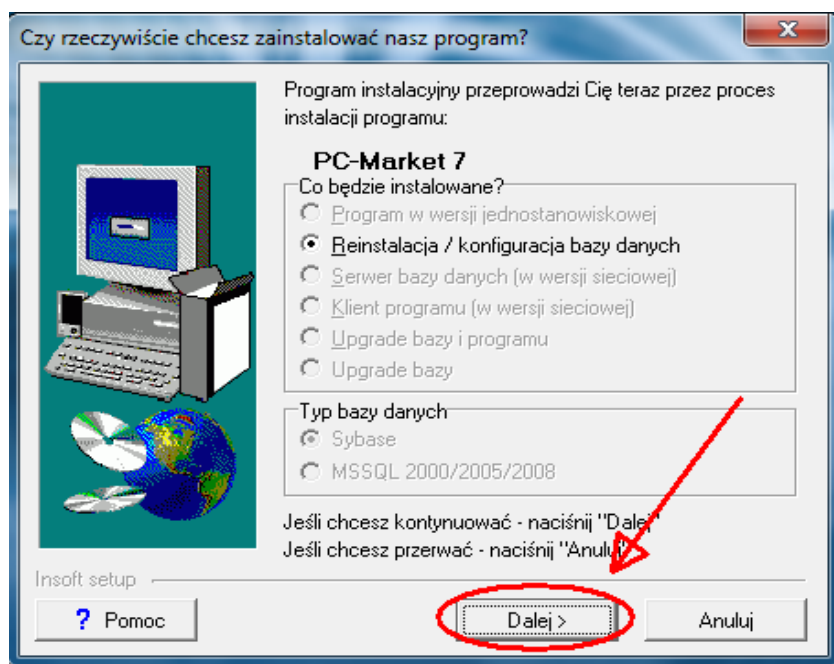 Czy rzeczywiście chcesz zainstalować nasz program?
Program instalacyjny przeprowadzi Cię teraz przez proces
instalacji programu:
PC-Market 7
Co będzie instalowane?
Program w wersji jednostanowiskowej
Reinstalacja / konfiguracja bazy danych
Serwer bazy danych (w wersji sieciowej)
Klient programu (w wersji sieciowej)
Upgrade bazy i programu
Upgrade bazy
Typ bazy danych
Sybase
MSSQL 2000/2005/2008
Jeśli chcesz kontynuować - naciśnij "Dalej"
Jeśli chcesz przerwać - naciśnij "Anuluj"
Insoft setup
? Pomoc
Dalej >
Anuluj